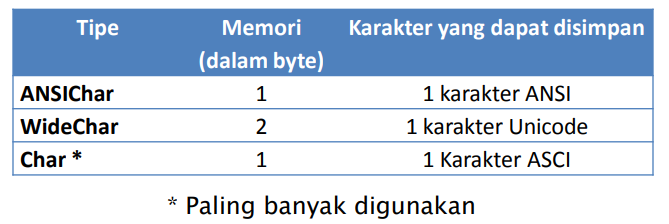 Tipe Memori Karakter yang dapat disimpan
(dalam byte)
ANSIChar 1 1 karakter ANSI
WideChar 2 1 karakter Unicode
Char * 1 1 Karakter ASCI
* Paling banyak digunakan